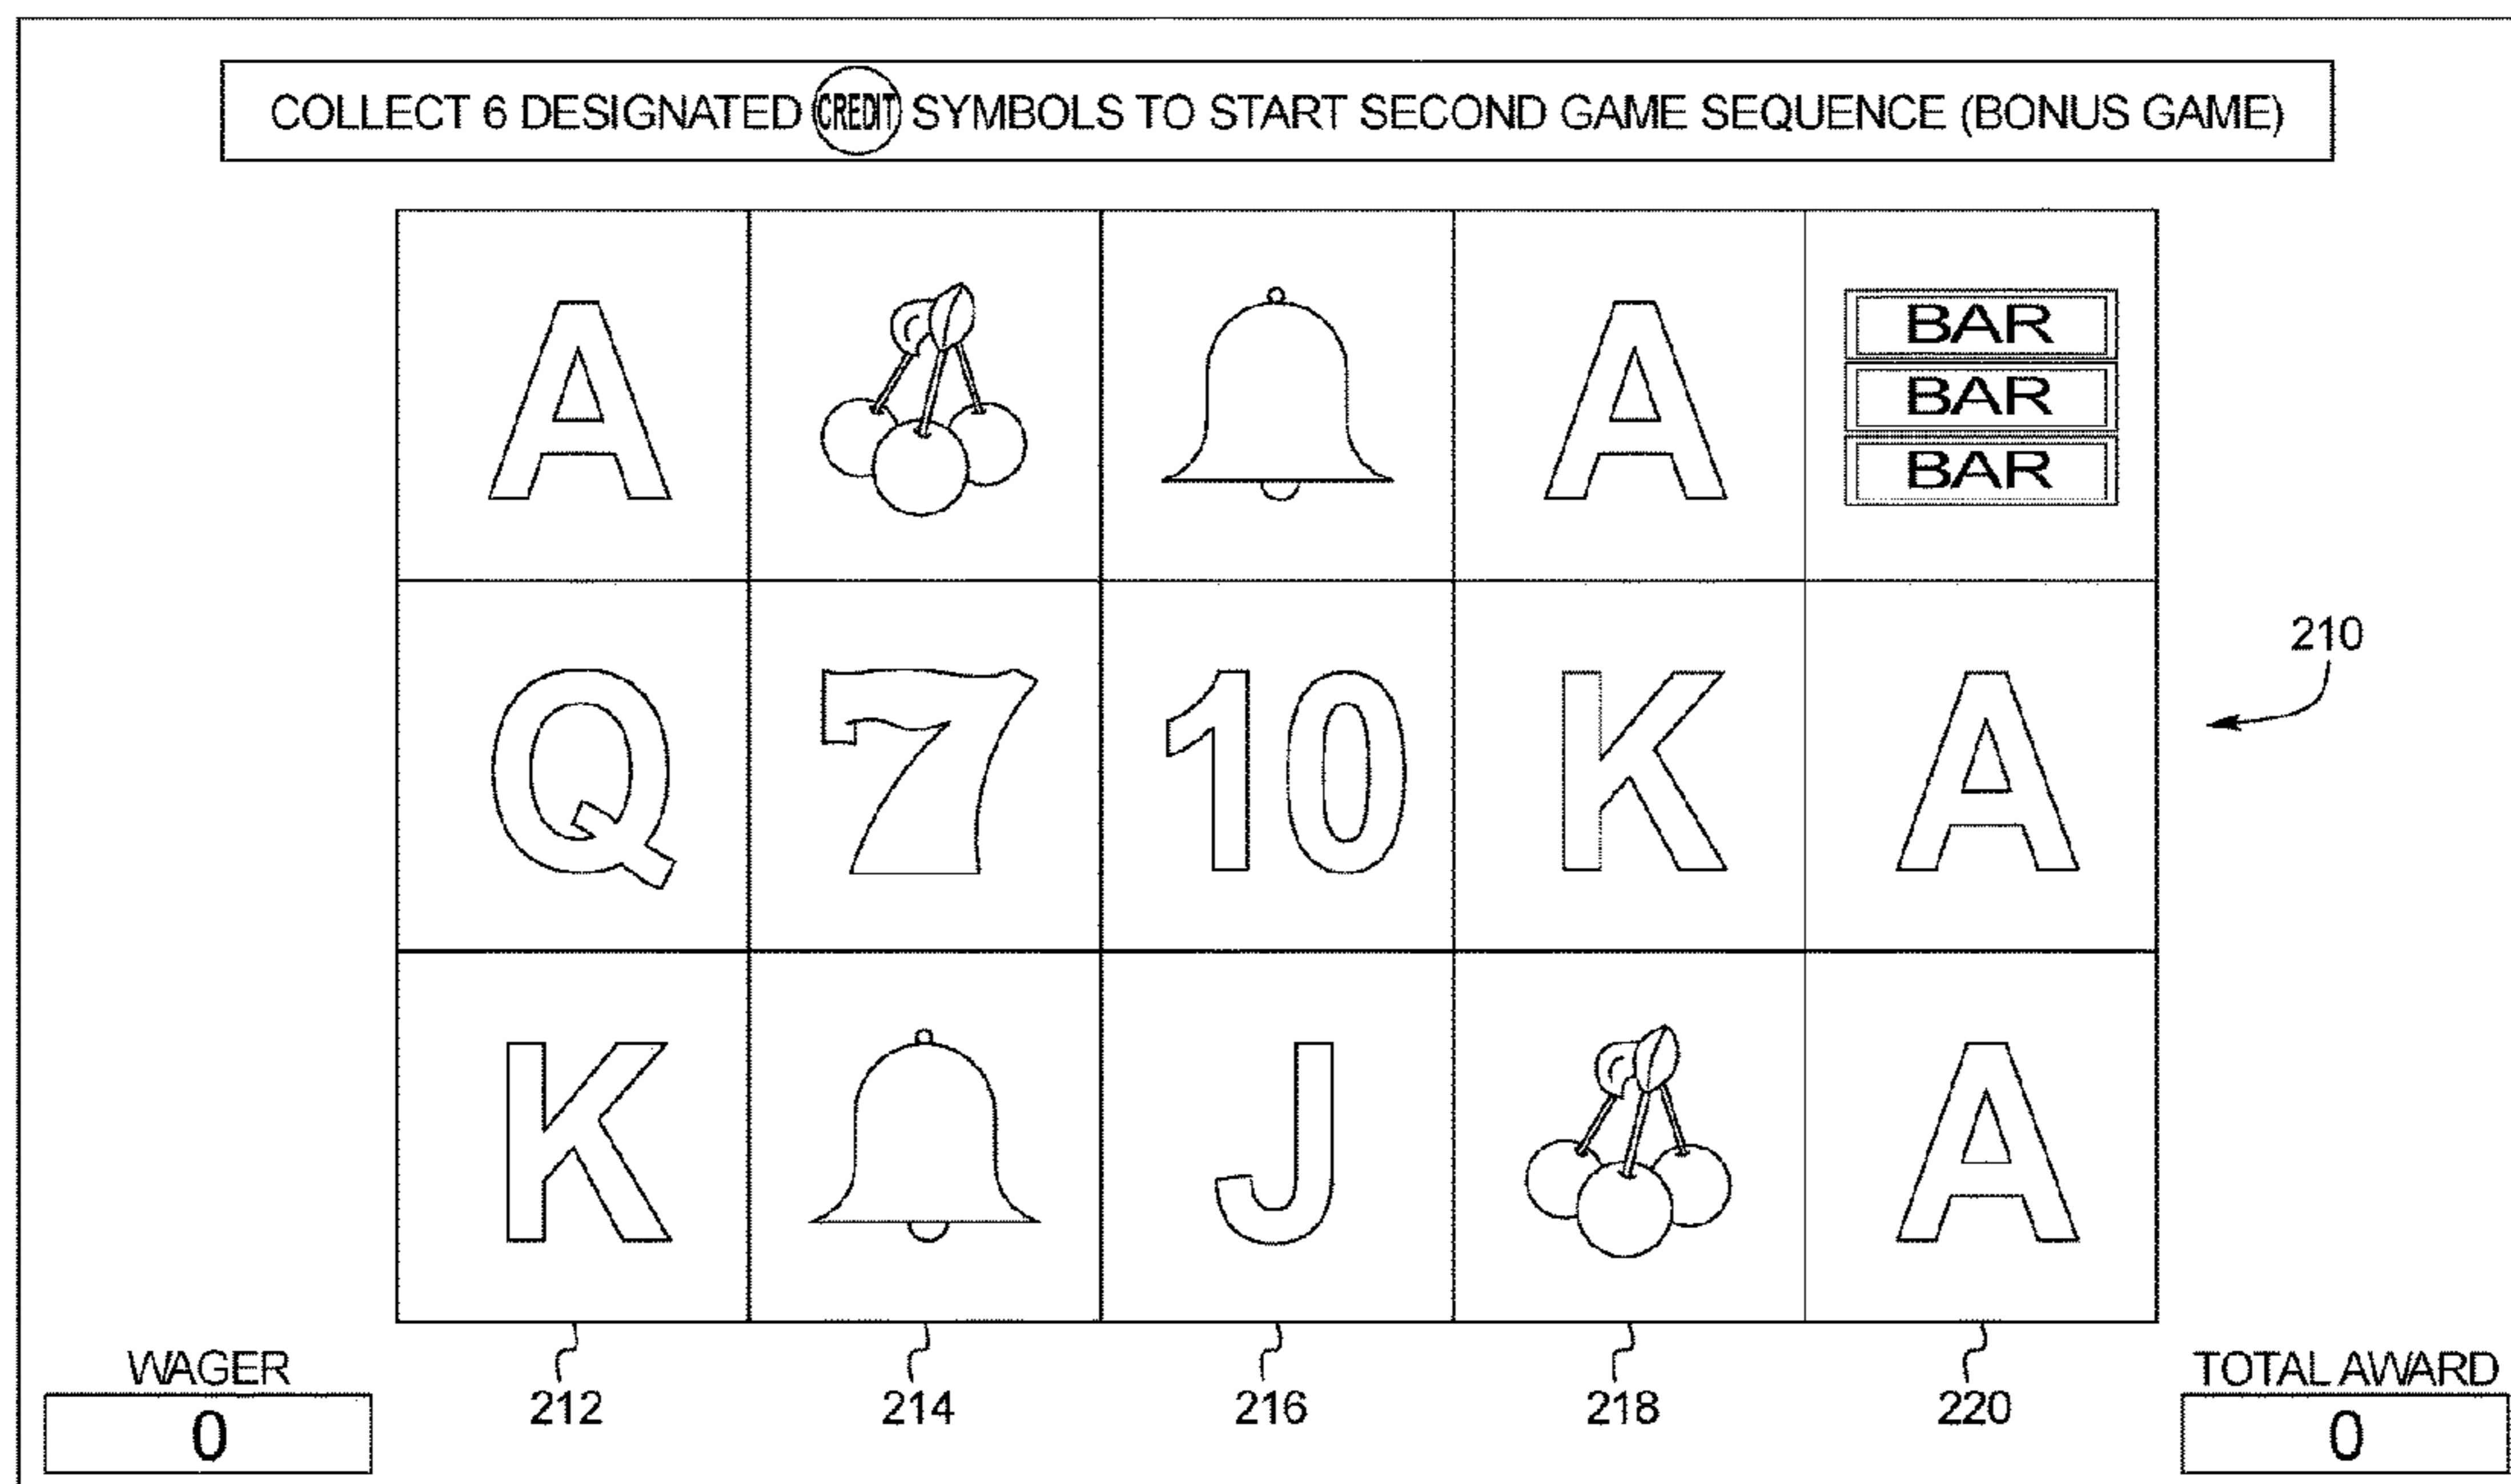 COLLECT 6 DESIGNATED CREDIT SYMBOLS TO START SECOND GAME SEQUENCE (BONUS GAME)
A A BAR
BAR
BAR
Q 7 10 K A
210
K J A
WAGER
0
212 214 216 218 220
TOTAL AWARD
0